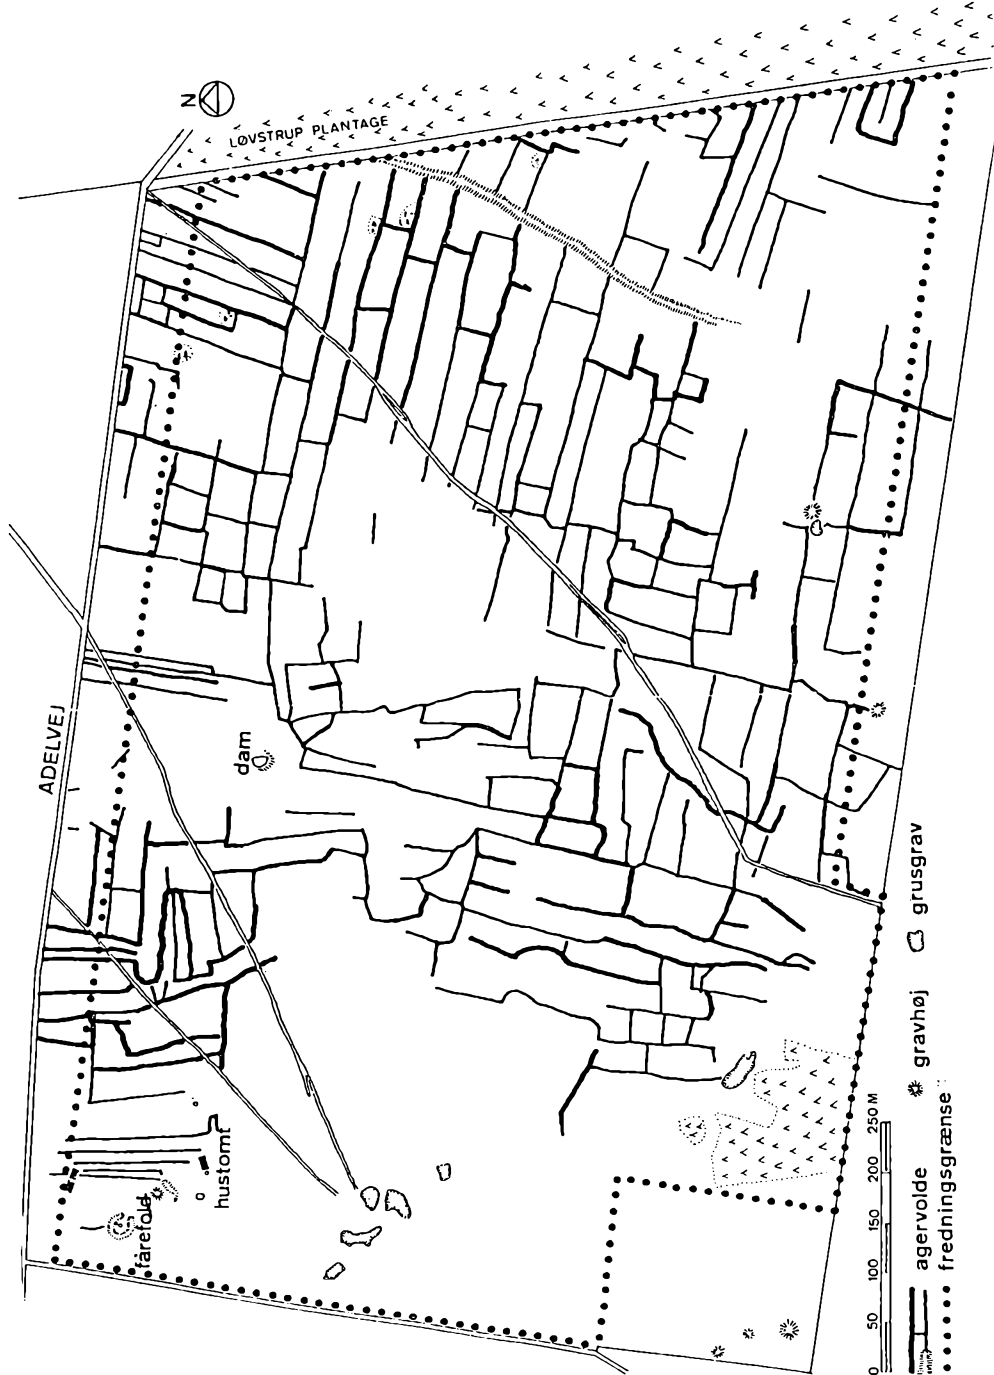 N
LØVSTRUP PLANTAGE
ADELVEJ
dam
hustomt
fårefold
0 50 100 150 200 250 M
agervolde
gravhøj
grusgrav
fredningsgrænse